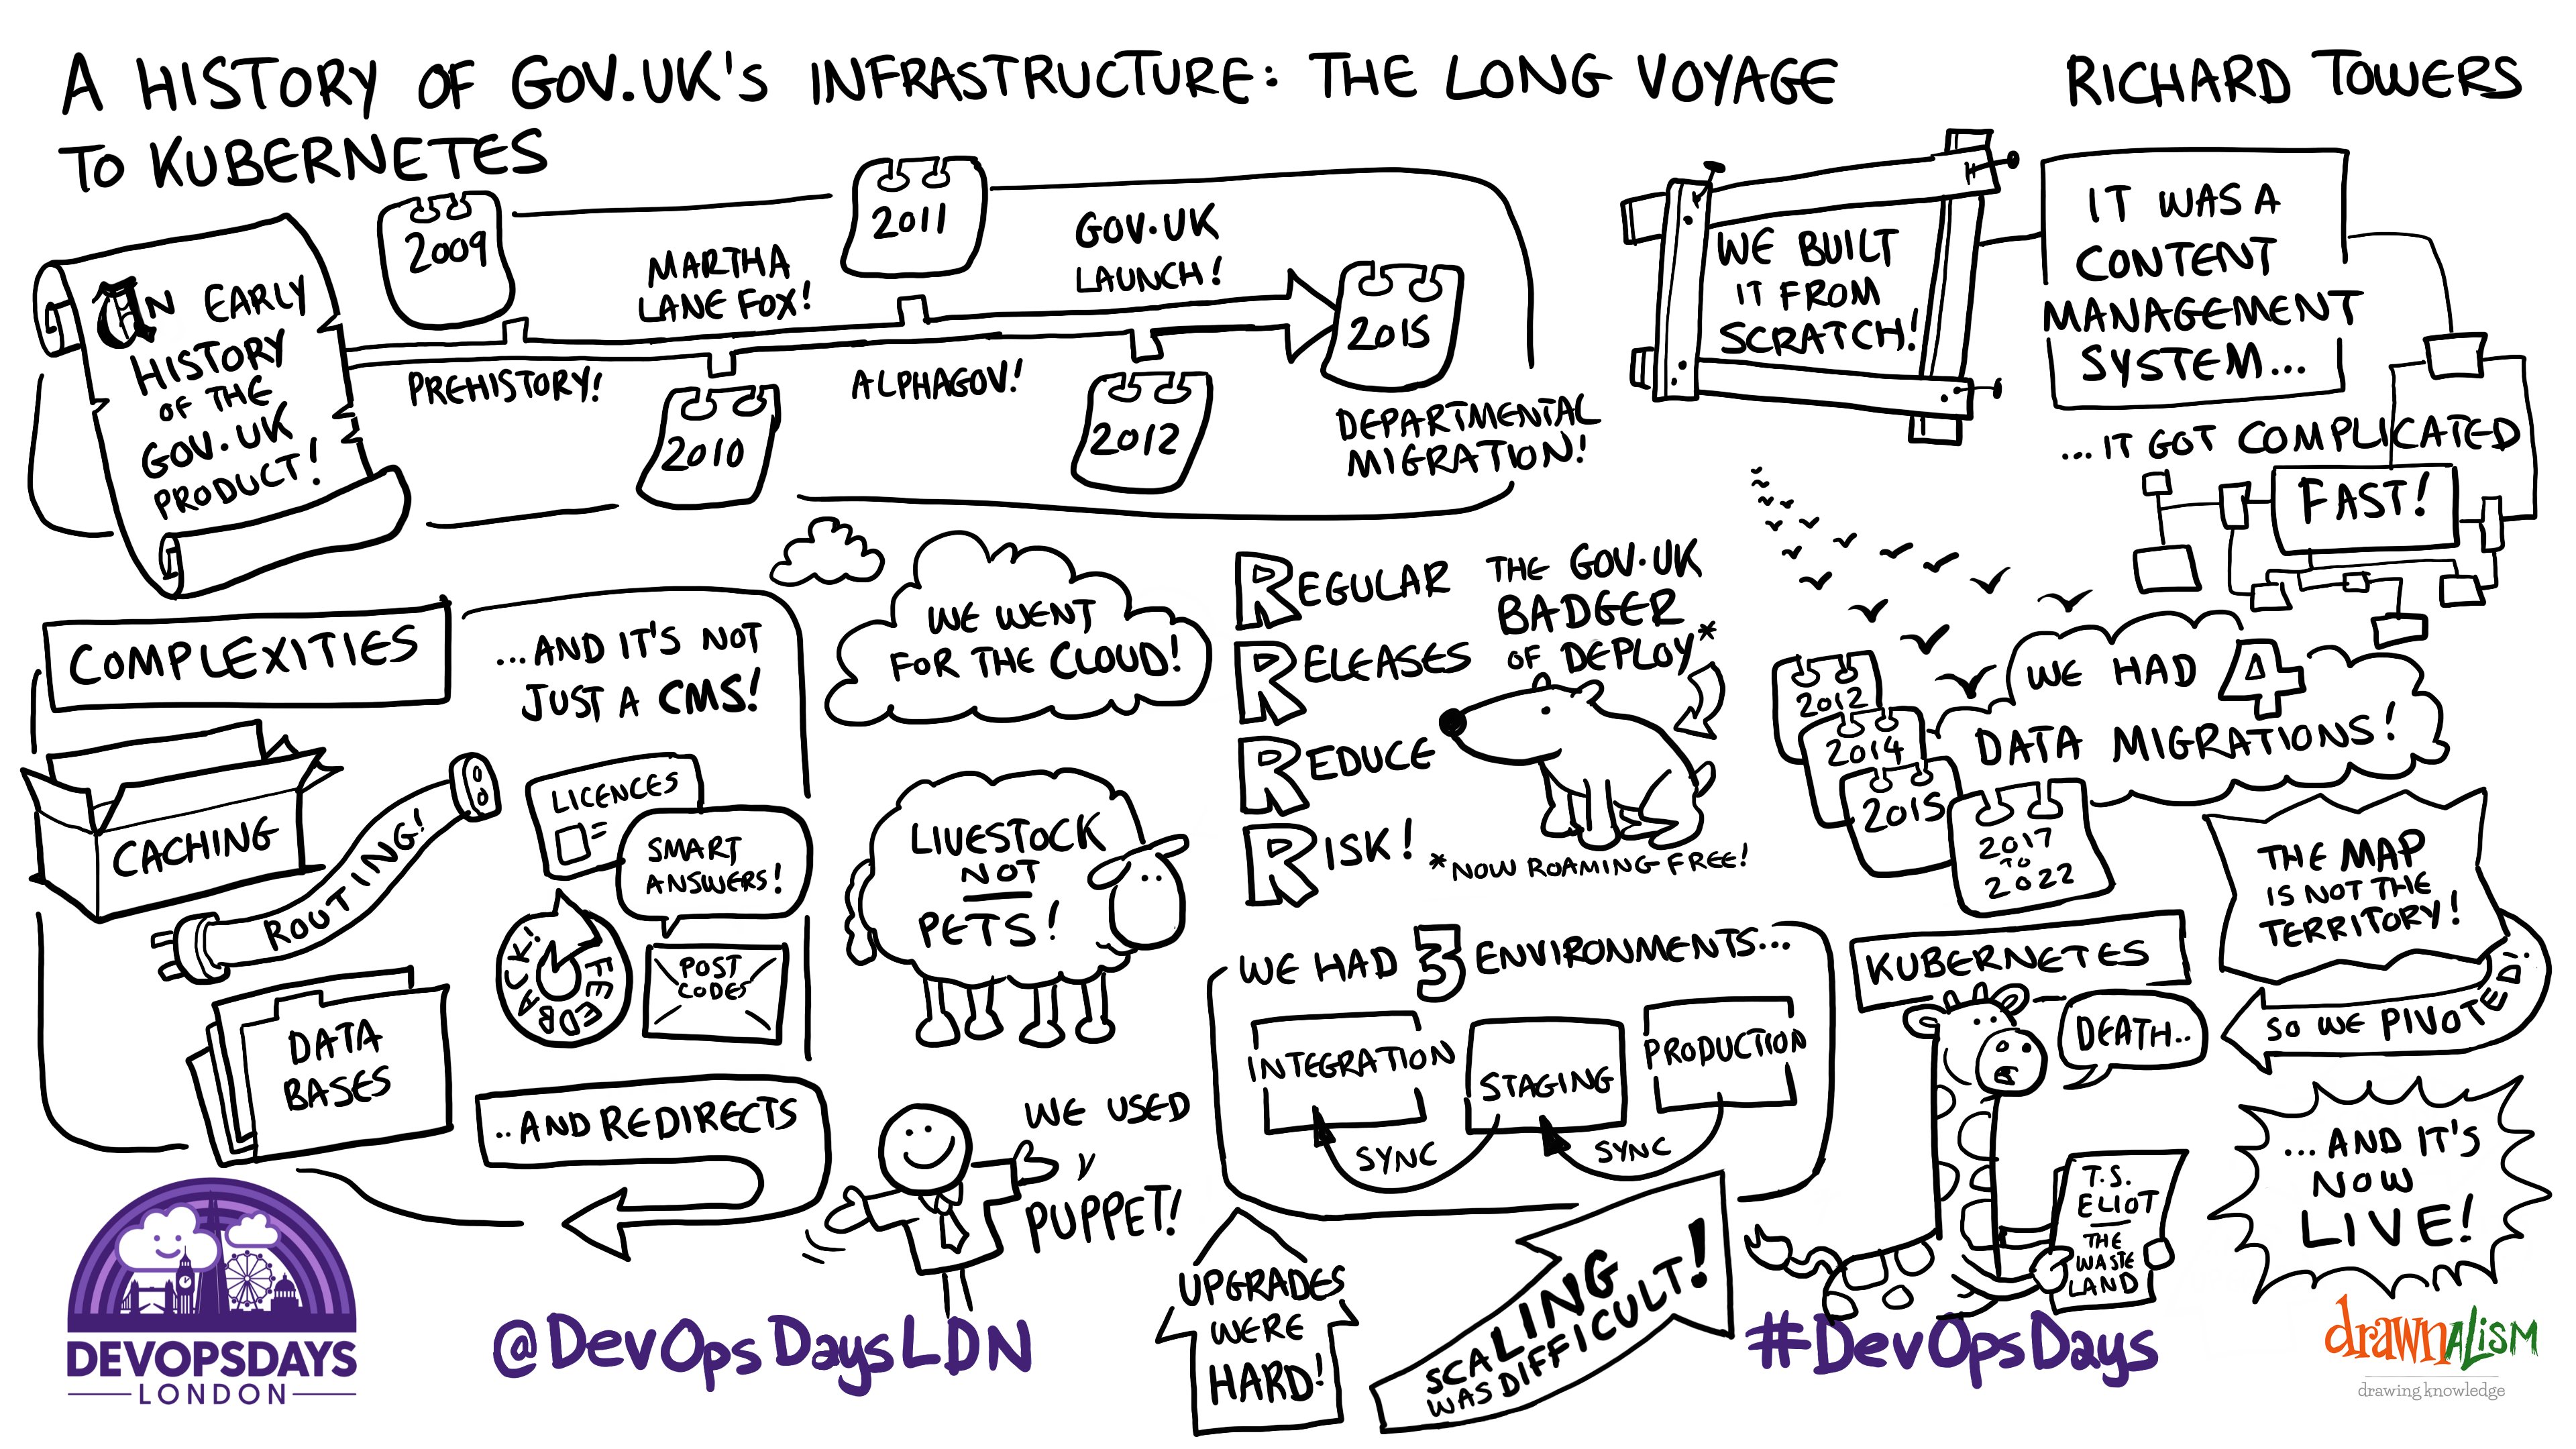 A HISTORY OF GOV.UK'S INFRASTRUCTURE: THE LONG VOYAGE
TO KUBERNETES
RICHARD TOWERS
AN EARLY
HISTORY
OF THE
GOV.UK
PRODUCT!
2009
PREHISTORY!
MARTHA
LANE FOX!
2010
2011
ALPHAGOV!
GOV.UK
LAUNCH!
2012
2015
DEPARTMENTAL
MIGRATION!
WE BUILT
IT FROM
SCRATCH!
IT WAS A
CONTENT
MANAGEMENT
SYSTEM...
...IT GOT COMPLICATED
FAST!
COMPLEXITIES
CACHING
ROUTING!
DATA
BASES
...AND IT'S NOT
JUST A CMS!
LICENCES
SMART
ANSWERS!
FEEDBACK!
POST
CODES
..AND REDIRECTS
WE WENT
FOR THE CLOUD!
LIVESTOCK
NOT
PETS!
WE USED
PUPPET!
REGULAR
RELEASES
REDUCE
RISK!
THE GOV.UK
BADGER
OF DEPLOY*
*NOW ROAMING FREE!
WE HAD 3 ENVIRONMENTS...
INTEGRATION
STAGING
PRODUCTION
SYNC
SYNC
UPGRADES
WERE
HARD!
SCALING
WAS DIFFICULT!
WE HAD 4
DATA MIGRATIONS!
2012
2014
2015
2017
TO
2022
THE MAP
IS NOT THE
TERRITORY!
SO WE PIVOTED!
KUBERNETES
DEATH..
T.S.
ELIOT
THE
WASTE
LAND
...AND IT'S
NOW
LIVE!
DEVOPSDAYS
LONDON
@DevOpsDaysLDN
#DevOpsDays
drawnalism
drawing knowledge